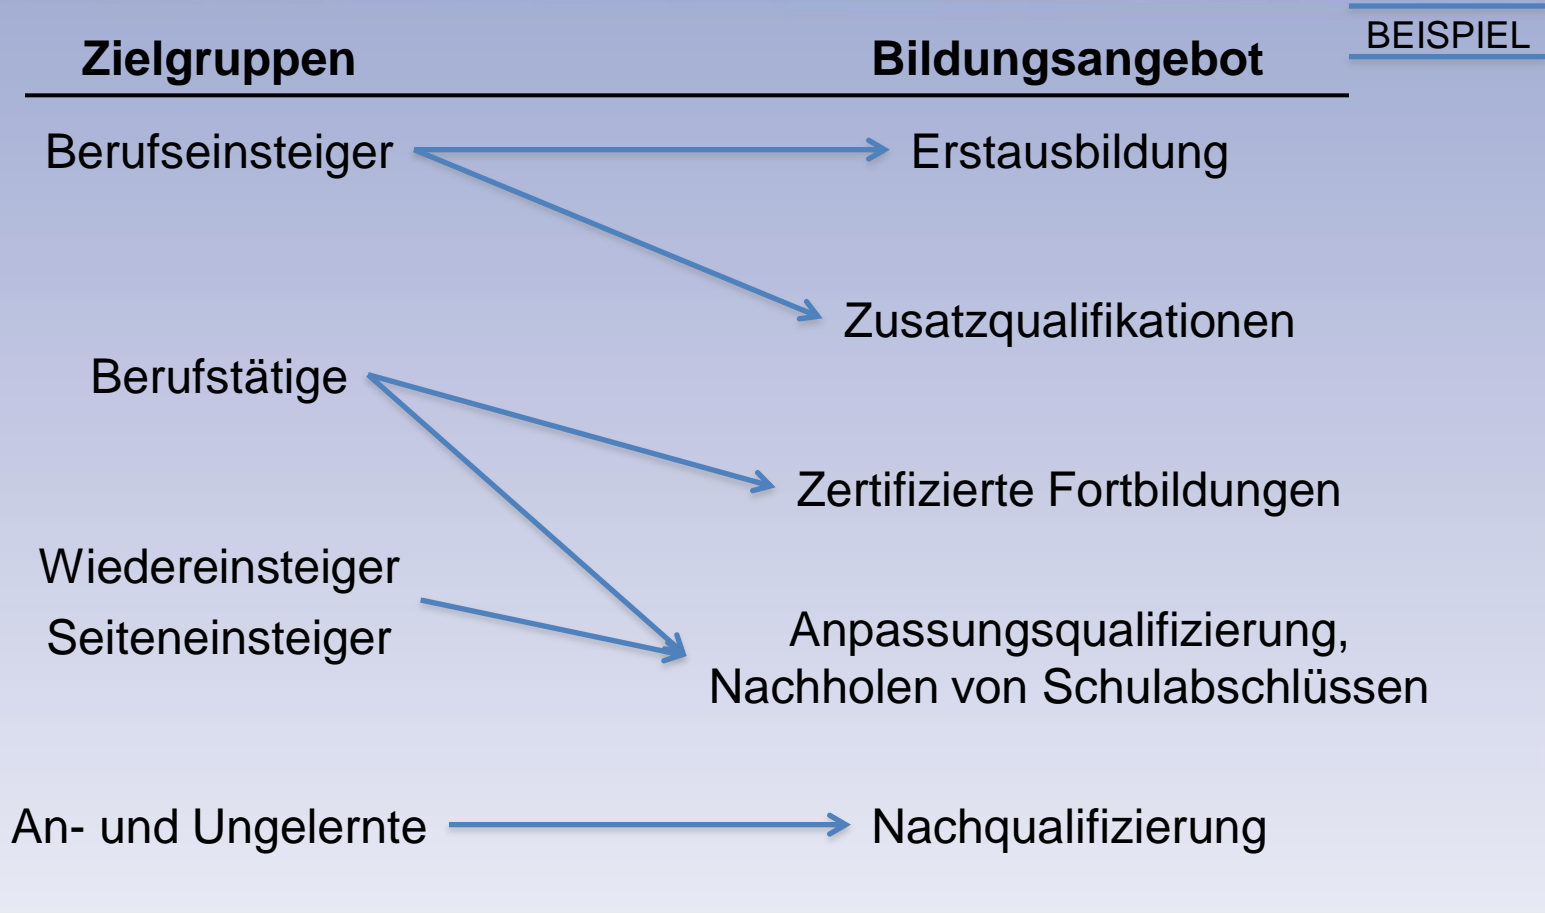 BEISPIEL
Zielgruppen
Bildungsangebot
Berufseinsteiger
Erstausbildung
Zusatzqualifikationen
Berufstätige
Zertifizierte Fortbildungen
Wiedereinsteiger
Seiteneinsteiger
Anpassungsqualifizierung,
Nachholen von Schulabschlüssen
An- und Ungelernte
Nachqualifizierung